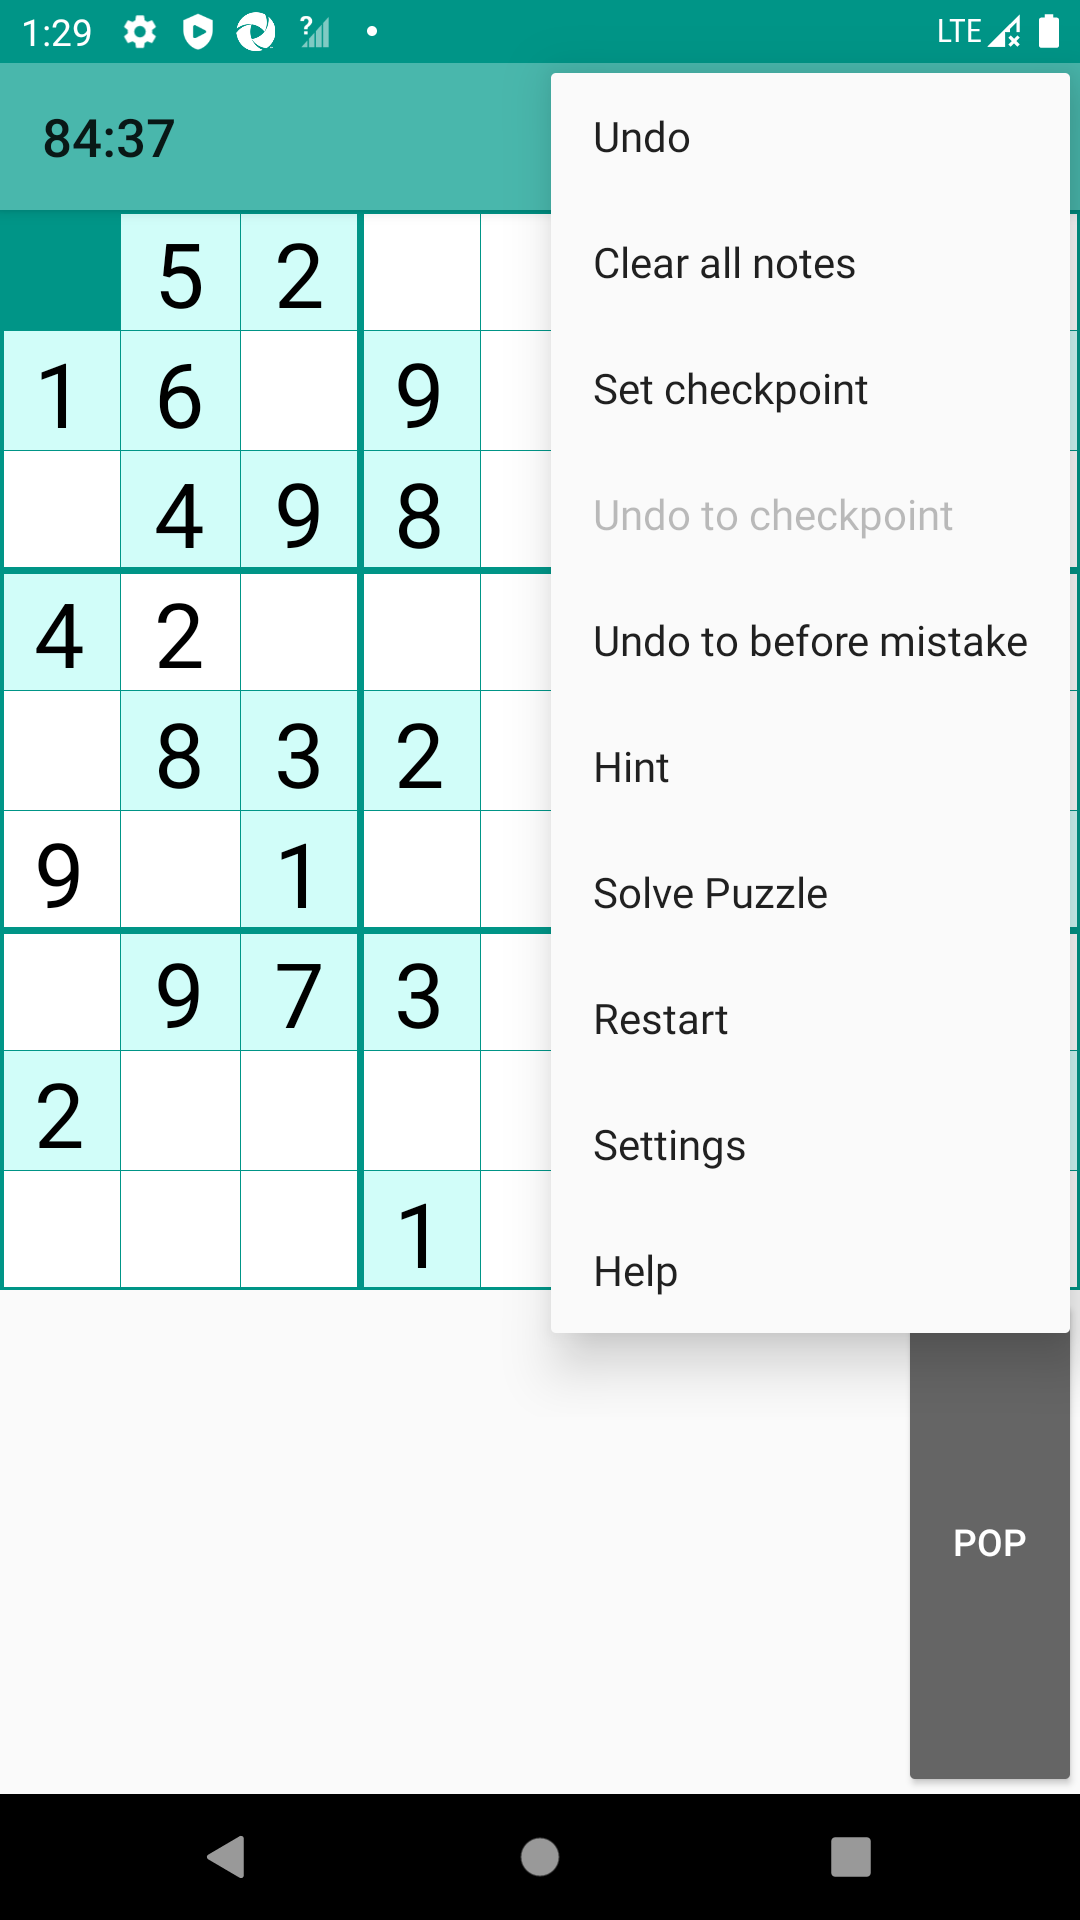 1:29 ? LTE
84:37
Undo
Clear all notes
Set checkpoint
Undo to checkpoint
Undo to before mistake
Hint
Solve Puzzle
Restart
Settings
Help
5 2
1 6 9
4 9 8
4 2
8 3 2
9 1
9 7 3
2
1
POP